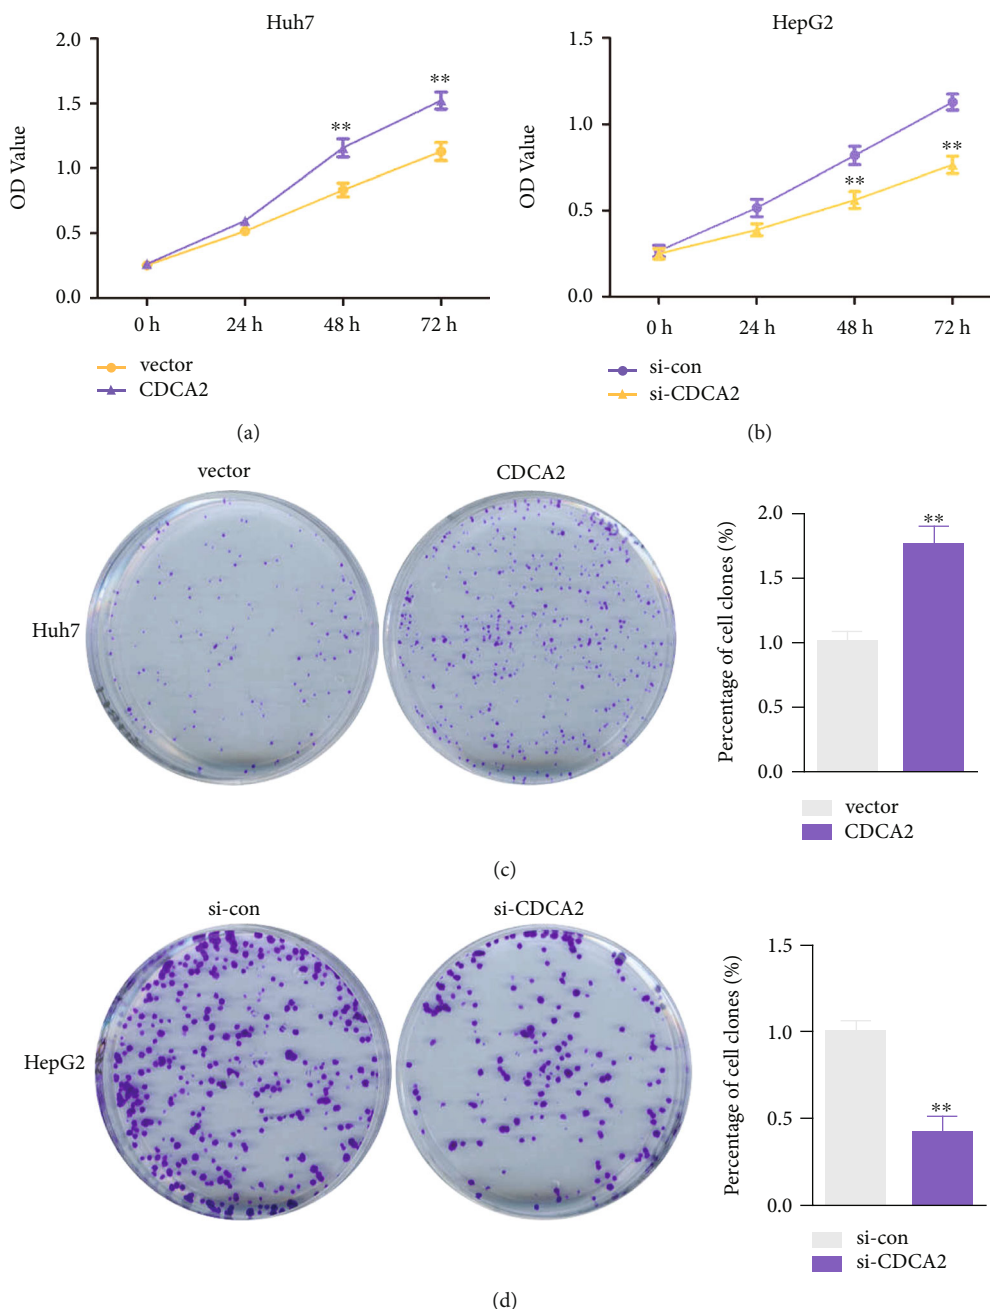 Huh7
2.0
1.5
1.0
0.5
0.0
OD Value
**
**
0 h 24 h 48 h 72 h
vector
CDCA2
(a)
HepG2
1.5
1.0
0.5
0.0
OD Value
**
**
0 h 24 h 48 h 72 h
si-con
si-CDCA2
(b)
vector CDCA2
Huh7
Percentage of cell clones (%)
2.0
1.5
1.0
0.5
0.0
**
vector
CDCA2
(c)
si-con si-CDCA2
HepG2
Percentage of cell clones (%)
1.5
1.0
0.5
0.0
**
si-con
si-CDCA2
(d)